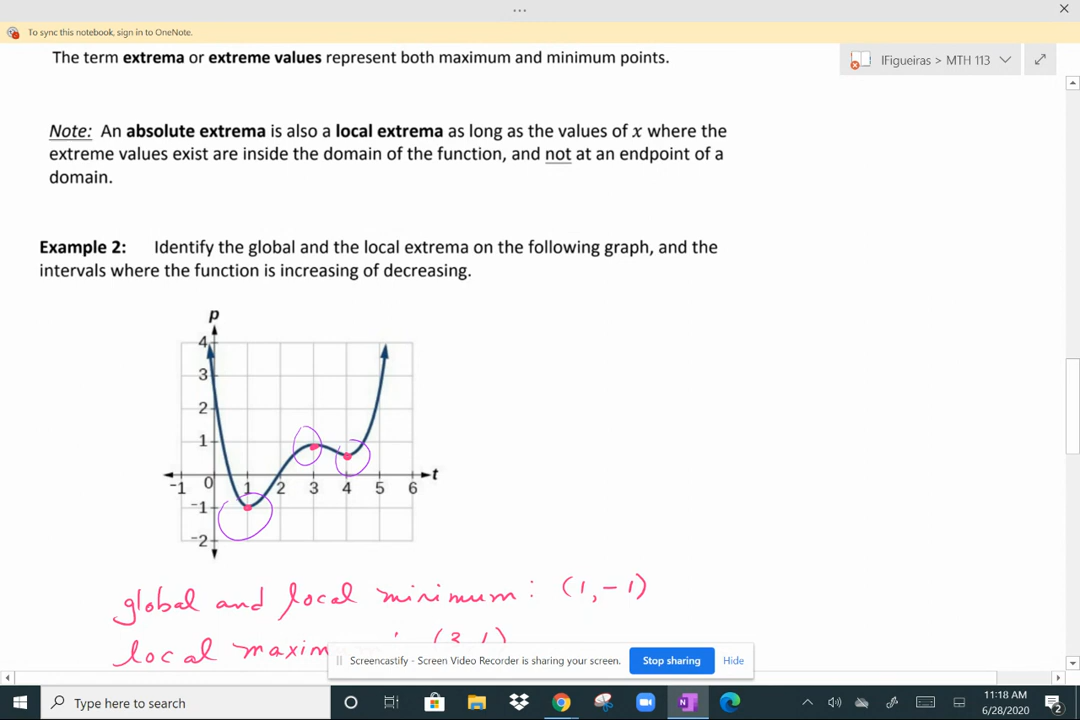 ...
To sync this notebook, sign in to OneNote.
The term extrema or extreme values represent both maximum and minimum points.
IFigueiras > MTH 113
Note: An absolute extrema is also a local extrema as long as the values of x where the
extreme values exist are inside the domain of the function, and not at an endpoint of a
domain.
Example 2: Identify the global and the local extrema on the following graph, and the
intervals where the function is increasing of decreasing.
p
4
3
2
1
-1 0 1 2 3 4 5 6 t
-1
-2
global and local minimum: (1, -1)
local maxim : (3, 1)
Screencastify - Screen Video Recorder is sharing your screen. Stop sharing Hide
Type here to search
11:18 AM
6/28/2020
2